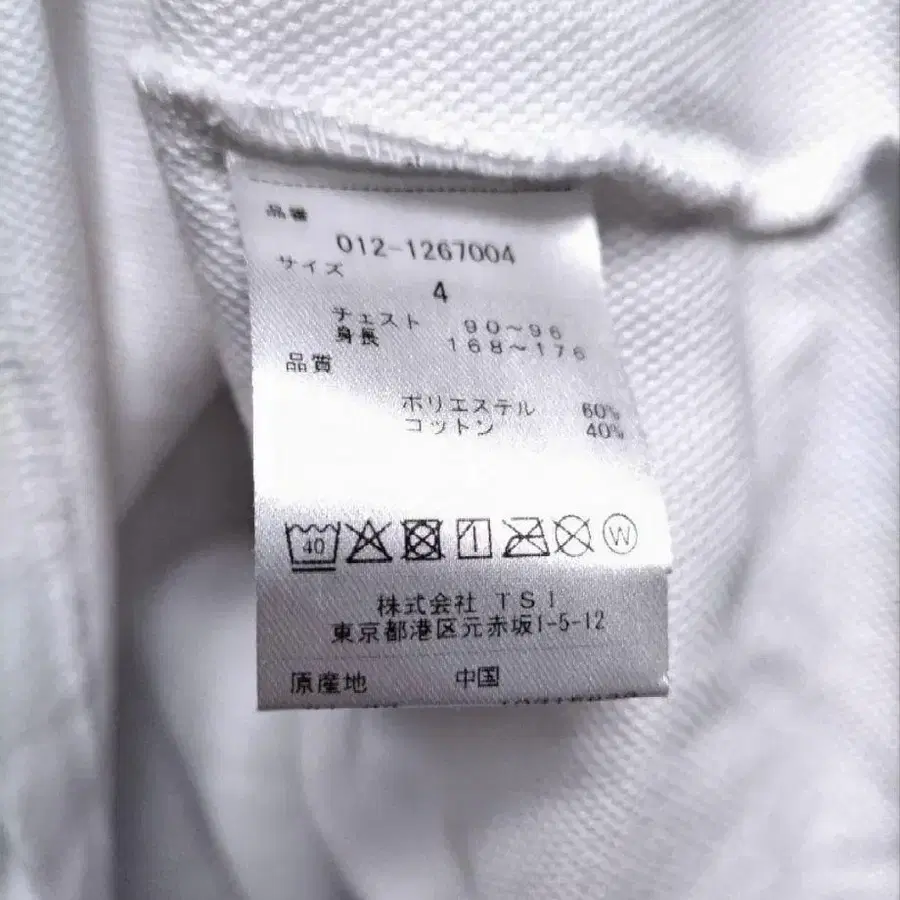 品番
012-1267004
サイズ
4
チェスト 90~96
身長 168~176
品質
ポリエステル 60%
コットン 40%
40
W
株式会社 TSI
東京都港区元赤坂1-5-12
原産地 中国